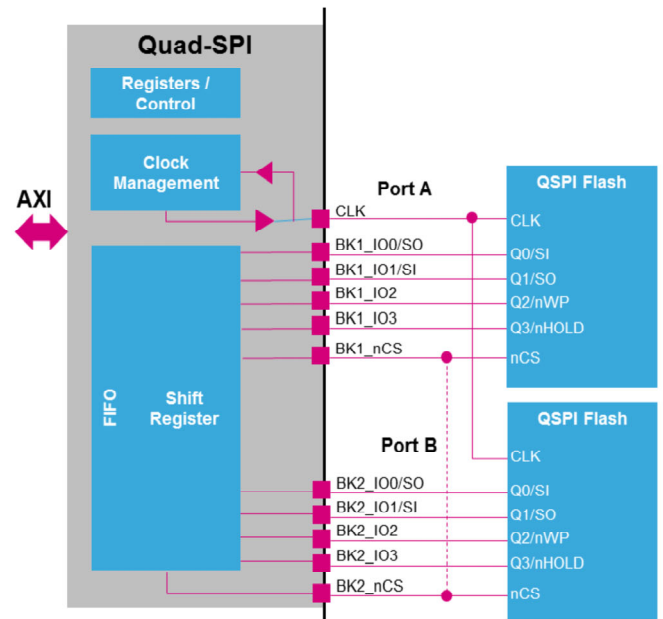 Quad-SPI
Registers /
Control
Clock
Management
AXI
FIFO
Shift
Register
Port A
CLK
BK1_IO0/SO
BK1_IO1/SI
BK1_IO2
BK1_IO3
BK1_nCS
QSPI Flash
CLK
Q0/SI
Q1/SO
Q2/nWP
Q3/nHOLD
nCS
Port B
BK2_IO0/SO
BK2_IO1/SI
BK2_IO2
BK2_IO3
BK2_nCS
QSPI Flash
CLK
Q0/SI
Q1/SO
Q2/nWP
Q3/nHOLD
nCS